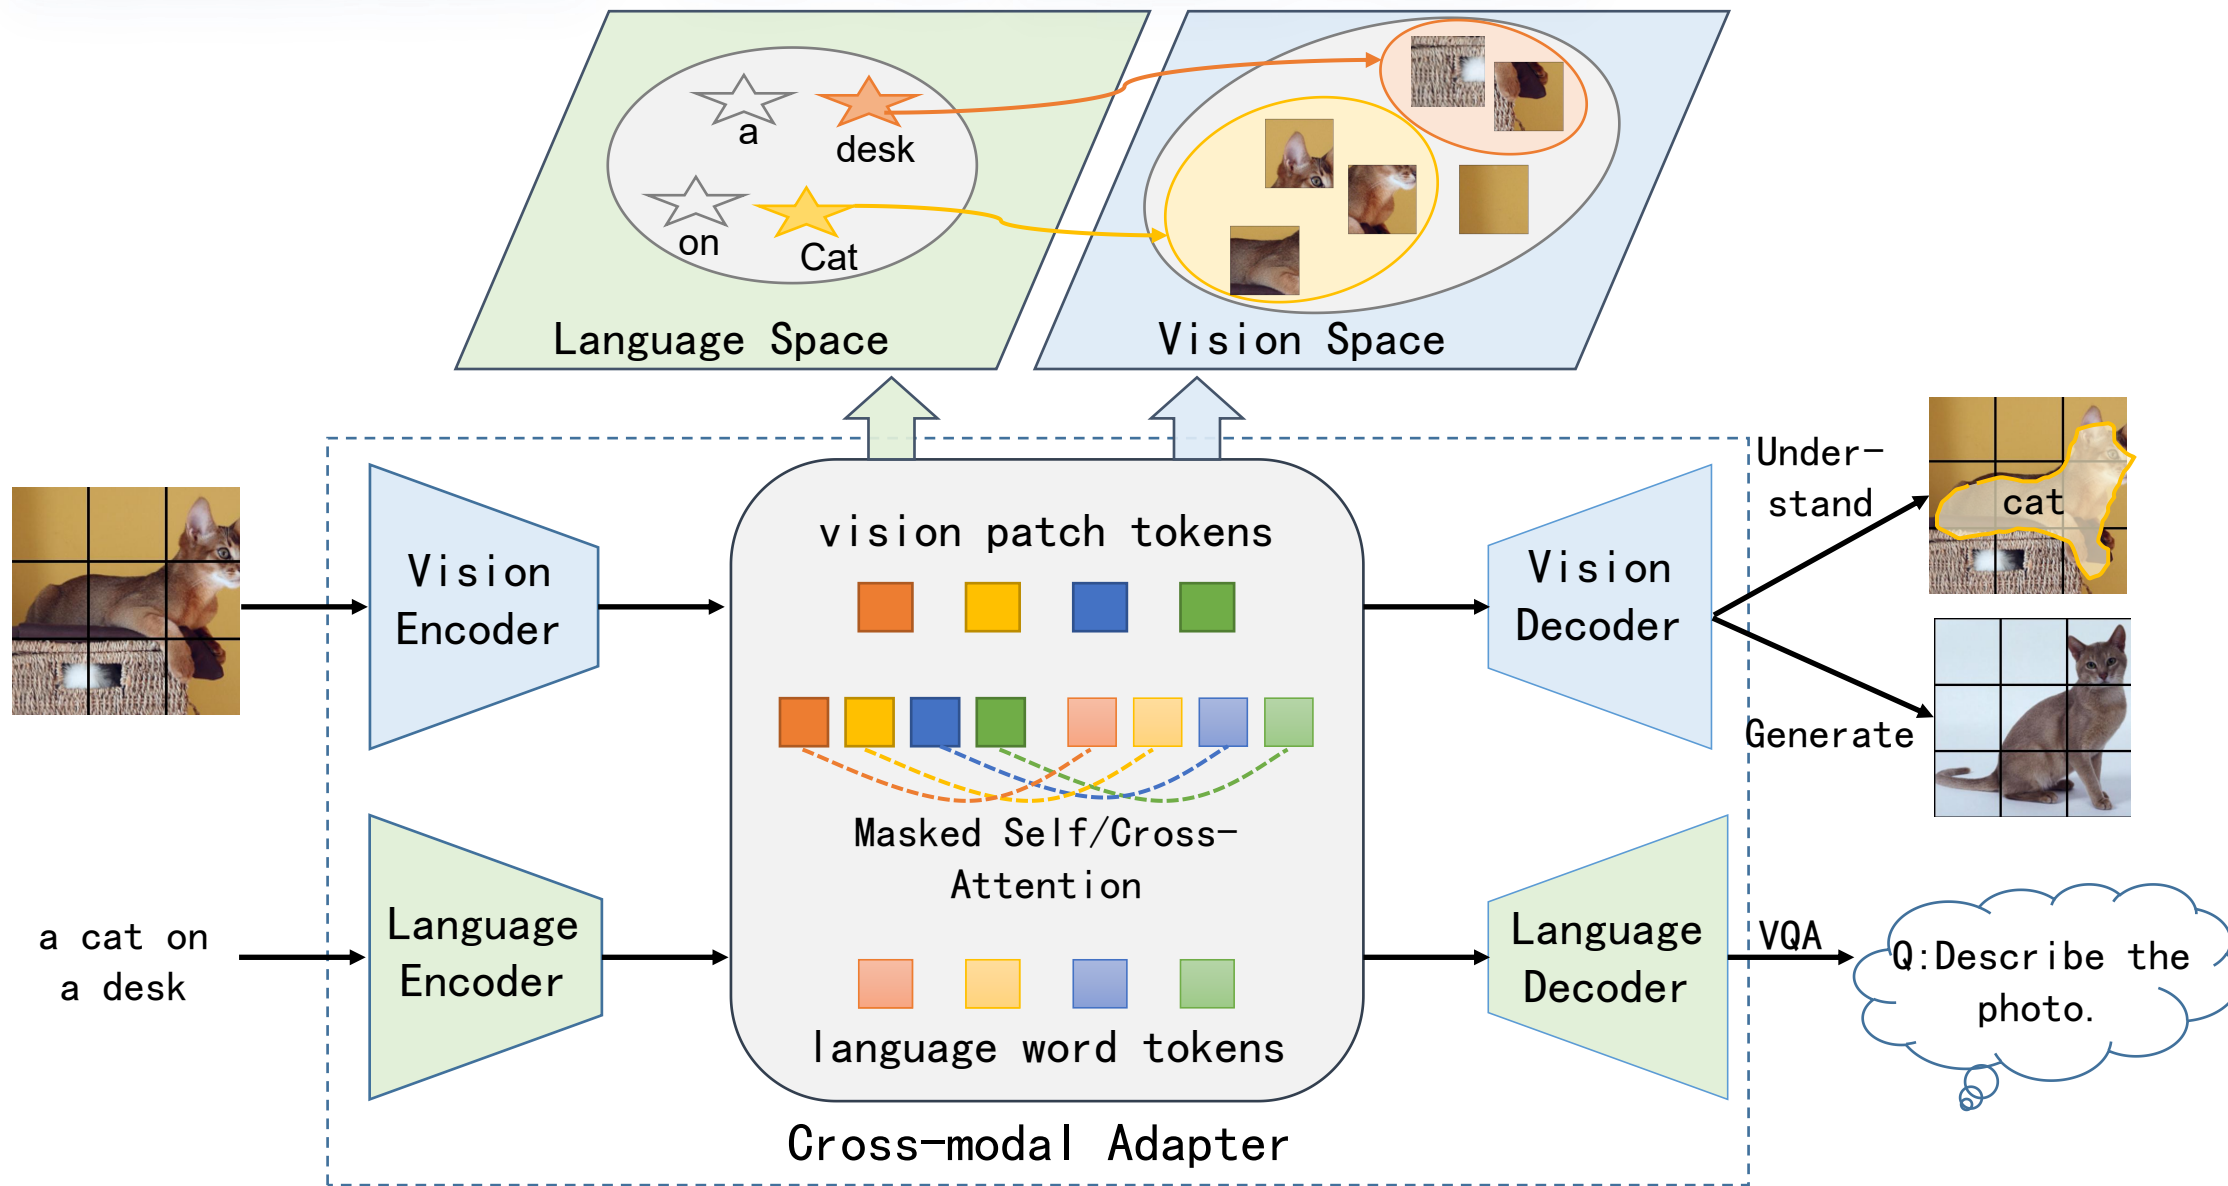 a
desk
on
Cat
Language Space
Vision Space
Vision
Encoder
vision patch tokens
Vision
Decoder
Under-
stand
cat
Generate
Masked Self/Cross-
Attention
a cat on
a desk
Language
Encoder
language word tokens
Language
Decoder
VQA
Q:Describe the
photo.
Cross-modal Adapter